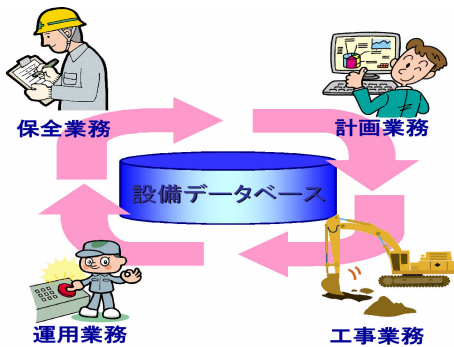 保全業務
計画業務
設備データベース
運用業務
工事業務